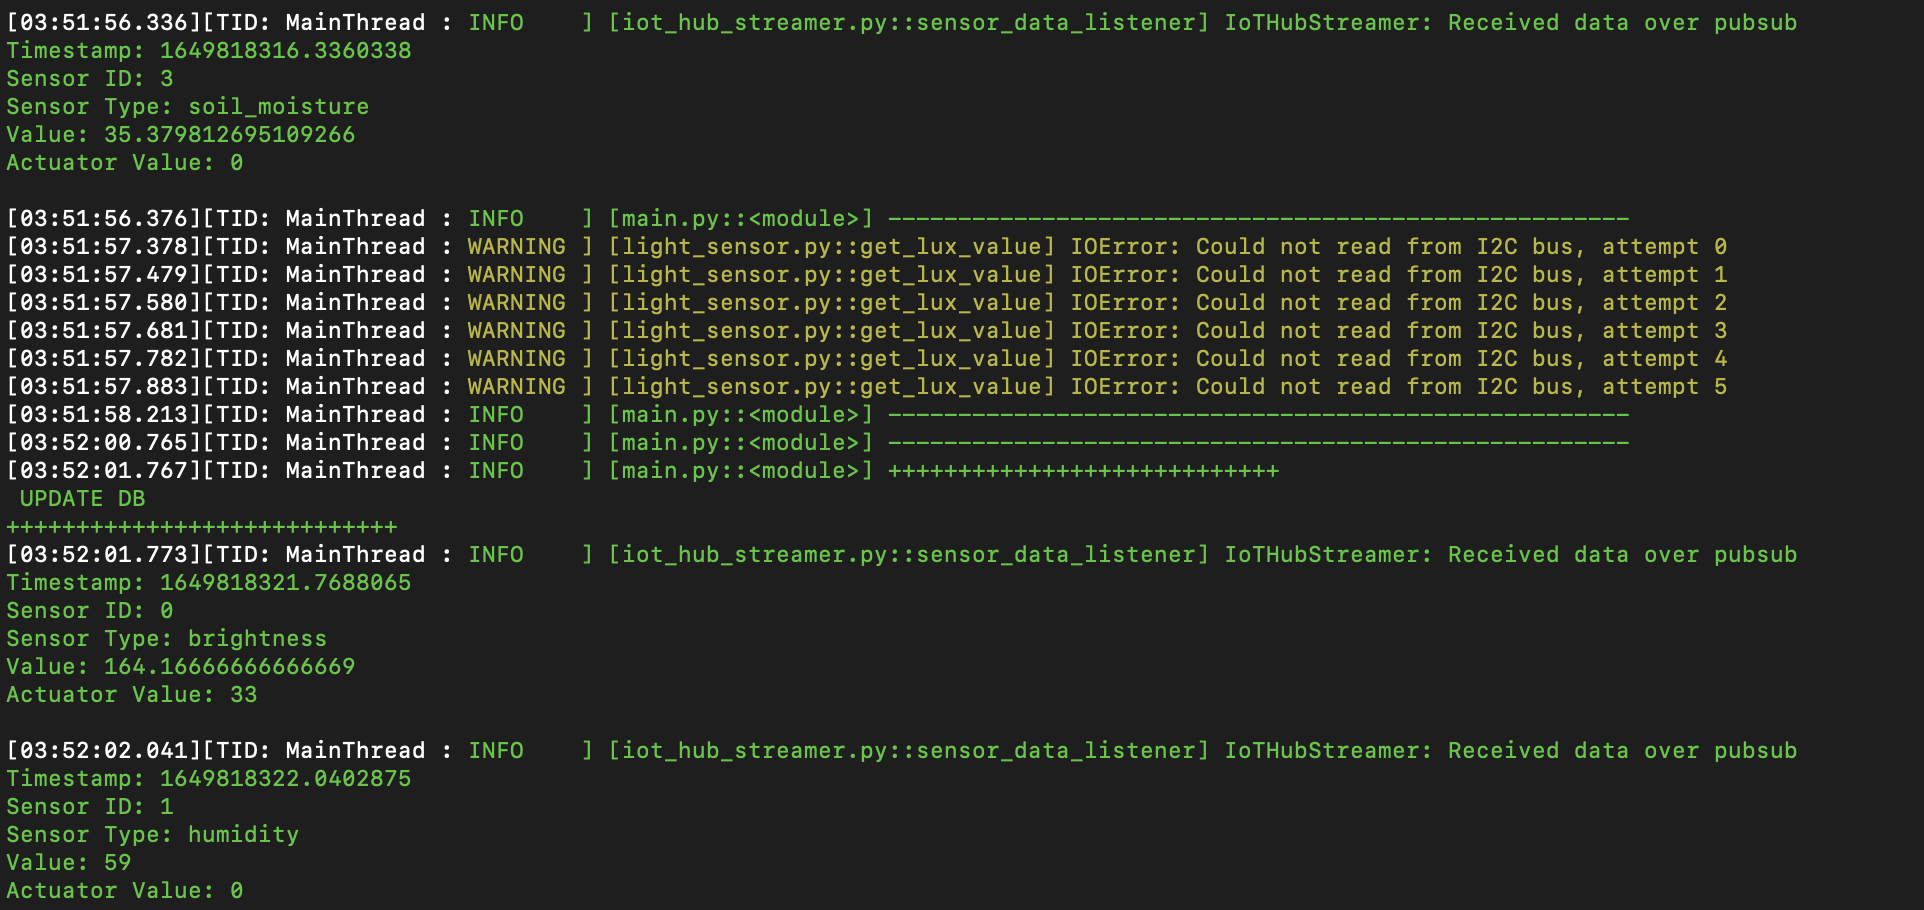 [03:51:56.336][TID: MainThread : INFO    ] [iot_hub_streamer.py::sensor_data_listener] IoTHubStreamer: Received data over pubsub
Timestamp: 1649818316.3360338
Sensor ID: 3
Sensor Type: soil_moisture
Value: 35.379812695109266
Actuator Value: 0
[03:51:56.376][TID: MainThread : INFO    ] [main.py::<module>] -----------------------------------------------------
[03:51:57.378][TID: MainThread : WARNING ] [light_sensor.py::get_lux_value] IOError: Could not read from I2C bus, attempt 0
[03:51:57.479][TID: MainThread : WARNING ] [light_sensor.py::get_lux_value] IOError: Could not read from I2C bus, attempt 1
[03:51:57.580][TID: MainThread : WARNING ] [light_sensor.py::get_lux_value] IOError: Could not read from I2C bus, attempt 2
[03:51:57.681][TID: MainThread : WARNING ] [light_sensor.py::get_lux_value] IOError: Could not read from I2C bus, attempt 3
[03:51:57.782][TID: MainThread : WARNING ] [light_sensor.py::get_lux_value] IOError: Could not read from I2C bus, attempt 4
[03:51:57.883][TID: MainThread : WARNING ] [light_sensor.py::get_lux_value] IOError: Could not read from I2C bus, attempt 5
[03:51:58.213][TID: MainThread : INFO    ] [main.py::<module>] -----------------------------------------------------
[03:52:00.765][TID: MainThread : INFO    ] [main.py::<module>] -----------------------------------------------------
[03:52:01.767][TID: MainThread : INFO    ] [main.py::<module>] ++++++++++++++++++++++++++++
 UPDATE DB
++++++++++++++++++++++++++++
[03:52:01.773][TID: MainThread : INFO    ] [iot_hub_streamer.py::sensor_data_listener] IoTHubStreamer: Received data over pubsub
Timestamp: 1649818321.7688065
Sensor ID: 0
Sensor Type: brightness
Value: 164.16666666666669
Actuator Value: 33
[03:52:02.041][TID: MainThread : INFO    ] [iot_hub_streamer.py::sensor_data_listener] IoTHubStreamer: Received data over pubsub
Timestamp: 1649818322.0402875
Sensor ID: 1
Sensor Type: humidity
Value: 59
Actuator Value: 0